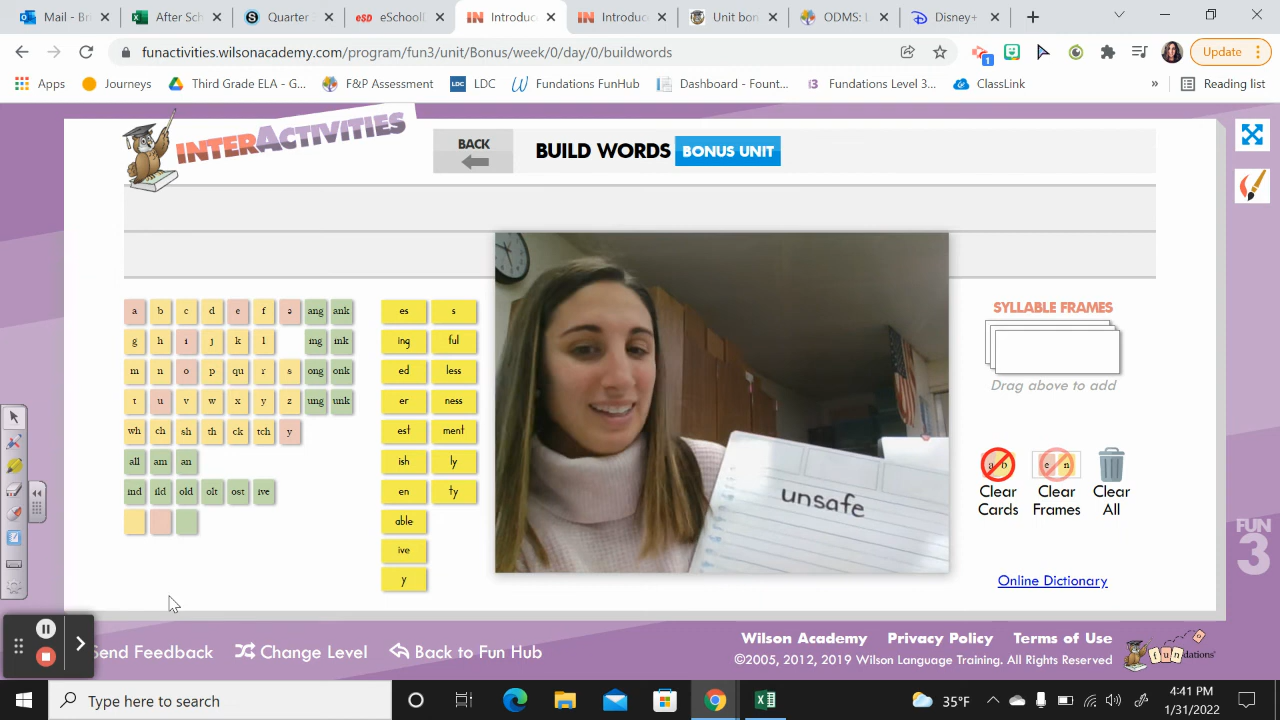 Mail - Br
After Sch
Quarter
eSchoolD
Introduc
Introduc
Unit bon
ODMS: L
Disney+
funactivities.wilsonacademy.com/program/fun3/unit/Bonus/week/0/day/0/buildwords
1
Update
Apps
Journeys
Third Grade ELA - G...
F&P Assessment
LDC
Fundations FunHub
Dashboard - Fount...
Fundations Level 3...
ClassLink
»
Reading list
INTERACTIVITIES
BACK
BUILD WORDS
BONUS UNIT
a b c d e f ə ang ank
g h i j k l ing ink
m n o p qu r s ong onk
t u v w x y z ung unk
wh ch sh th ck tch y
all am an
ind ild old olt ost ive
es s
ing ful
ed less
er ness
est ment
ish ly
en ty
able
ive
y
unsafe
SYLLABLE FRAMES
Drag above to add
a b
e n
Clear Cards
Clear Frames
Clear All
Online Dictionary
FUN 3
Send Feedback
Change Level
Back to Fun Hub
Wilson Academy
Privacy Policy
Terms of Use
©2005, 2012, 2019 Wilson Language Training. All Rights Reserved
fundations
Type here to search
35°F
4:41 PM
1/31/2022